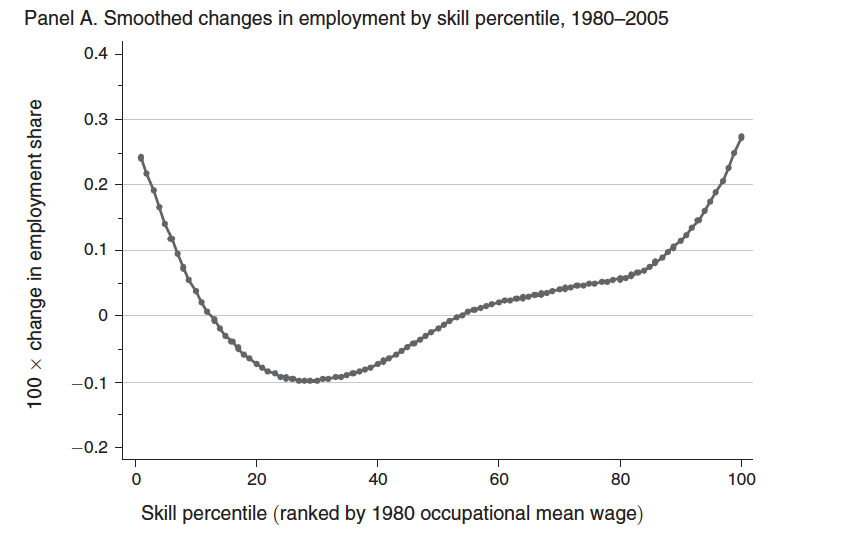 Panel A. Smoothed changes in employment by skill percentile, 1980–2005
100 × change in employment share
0.4
0.3
0.2
0.1
0
−0.1
−0.2
0 20 40 60 80 100
Skill percentile (ranked by 1980 occupational mean wage)